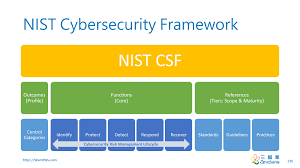 NIST Cybersecurity Framework
NIST CSF
Outcomes
(Profile)
Functions
(Core)
References
(Tiers: Scope & Maturity)
Control
Categories
Identify
Protect
Detect
Respond
Recover
Standards
Guidelines
Practices
Cybersecurity Risk Management Lifecycle